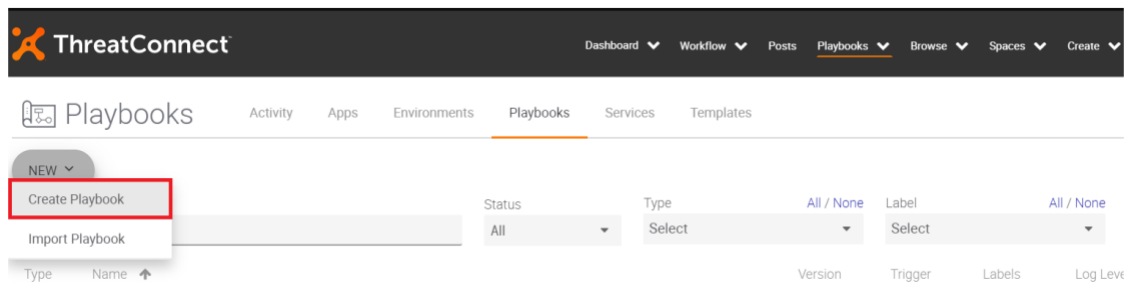 ThreatConnect
Dashboard Workflow Posts Playbooks Browse Spaces Create
Playbooks Activity Apps Environments Playbooks Services Templates
NEW
Create Playbook
Import Playbook
Status Type All / None Label All / None
All Select Select
Type Name Version Trigger Labels Log Leve